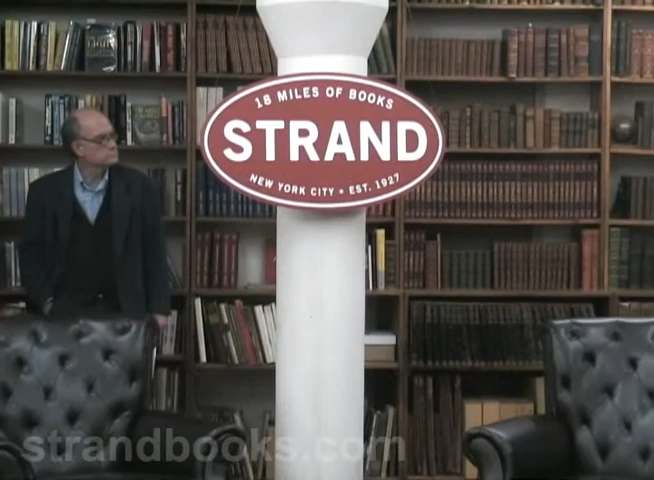 18 MILES OF BOOKS
STRAND
NEW YORK CITY • EST. 1927
strandbooks.com